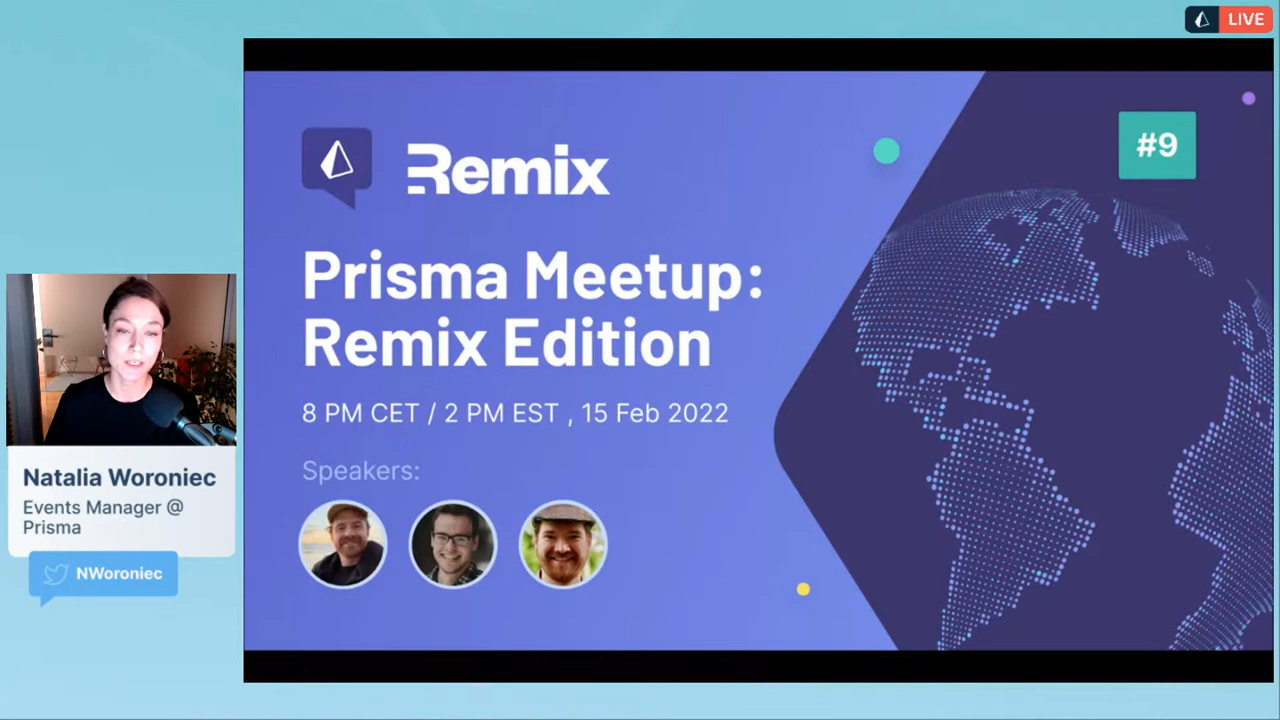 LIVE
#9
Remix
Prisma Meetup:
Remix Edition
8 PM CET / 2 PM EST , 15 Feb 2022
Speakers:
Natalia Woroniec
Events Manager @
Prisma
NWoroniec